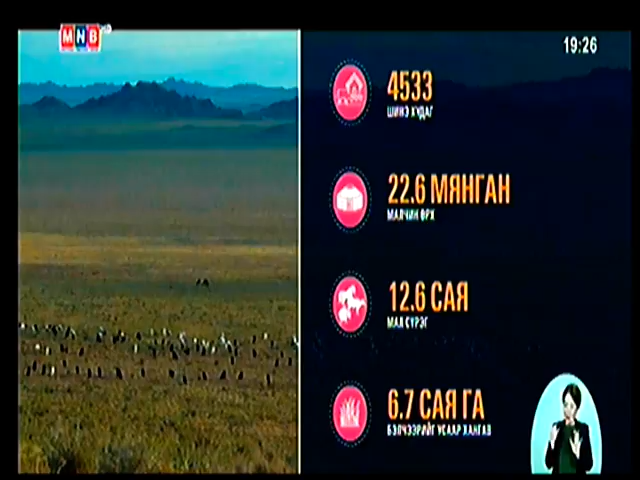 MNB HD
19:26
4533
ШИНЭ ХУДАГ
22.6 МЯНГАН
МАЛЧИН ӨРХ
12.6 САЯ
МАЛ СҮРЭГ
6.7 САЯ ГА
БЭЛЧЭЭРИЙГ УСААР ХАНГАВ